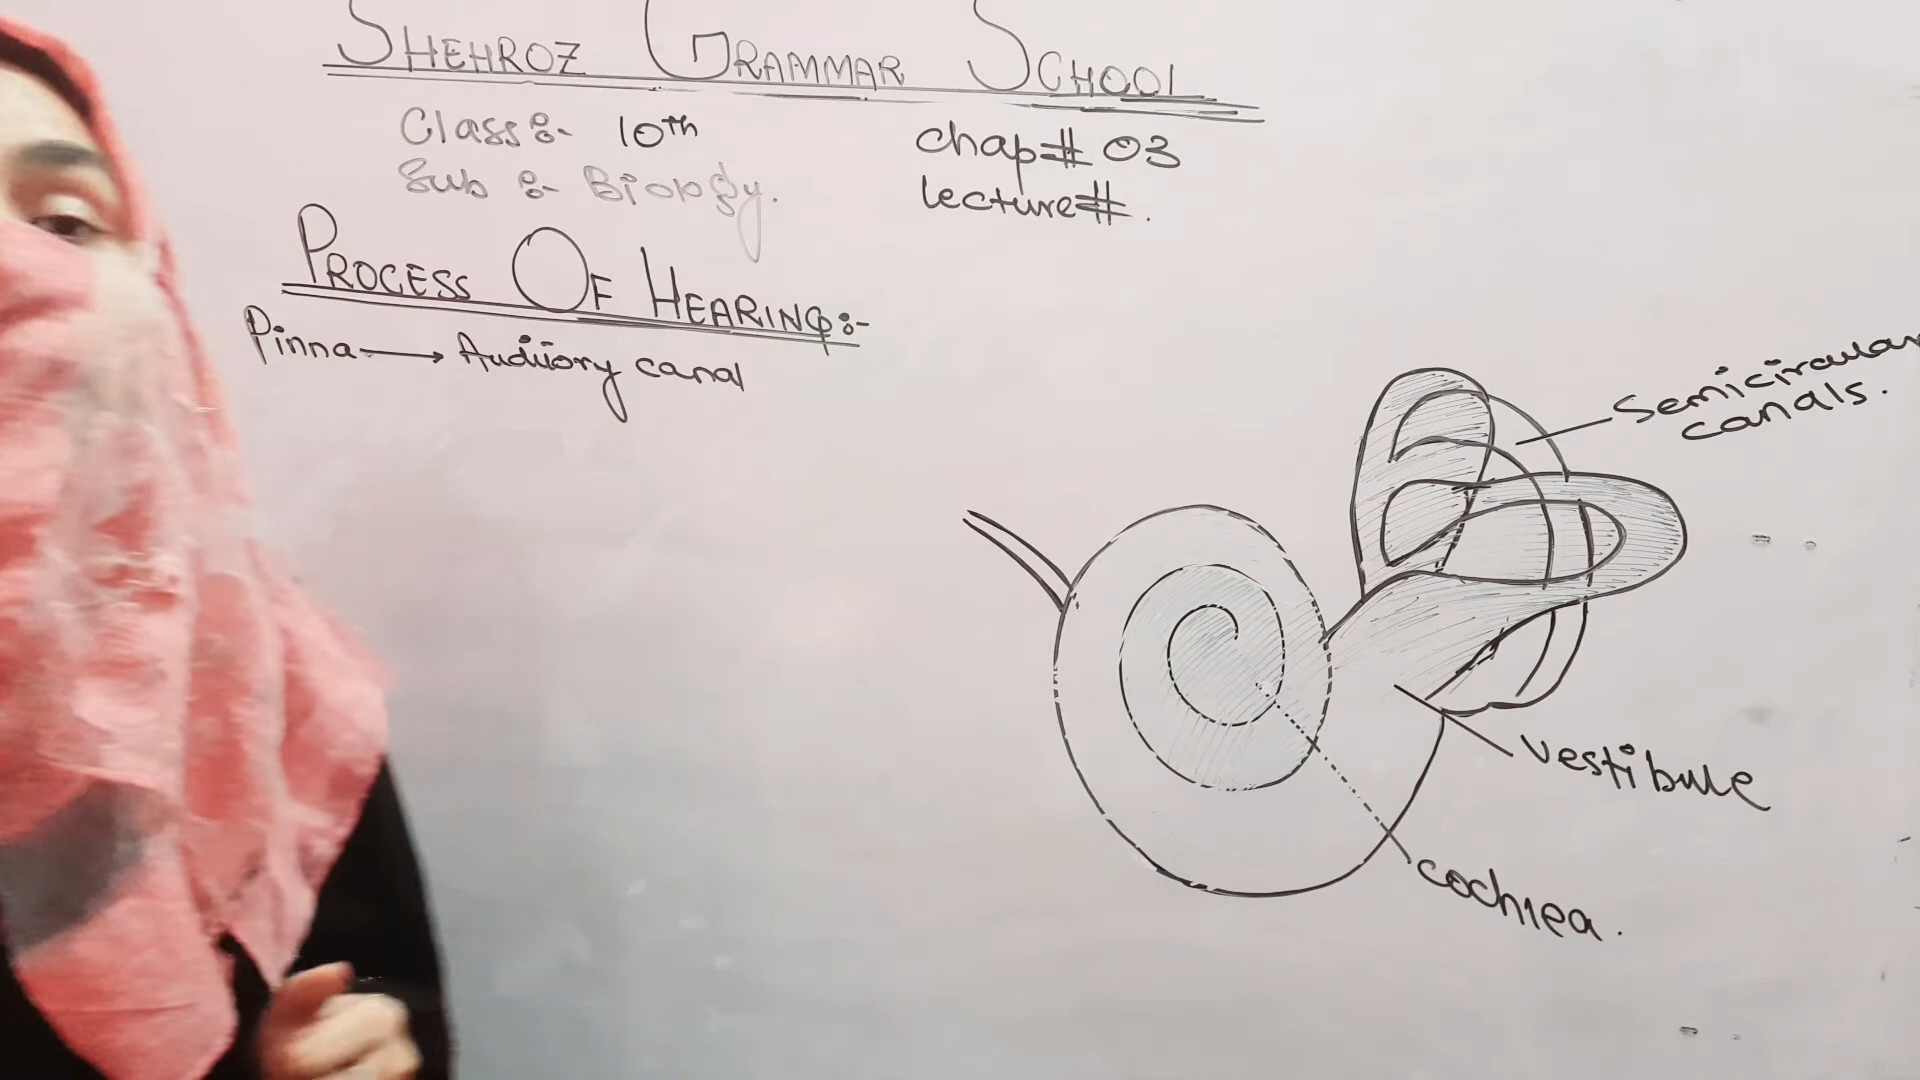 SHEHROZ GRAMMAR SCHOOL
Class:- 10th
Sub :- Biology.
chap# 03
lecture#.
PROCESS OF HEARING:-
Pinna → Auditory canal
Semicircular
canals.
Vestibule
cochlea.